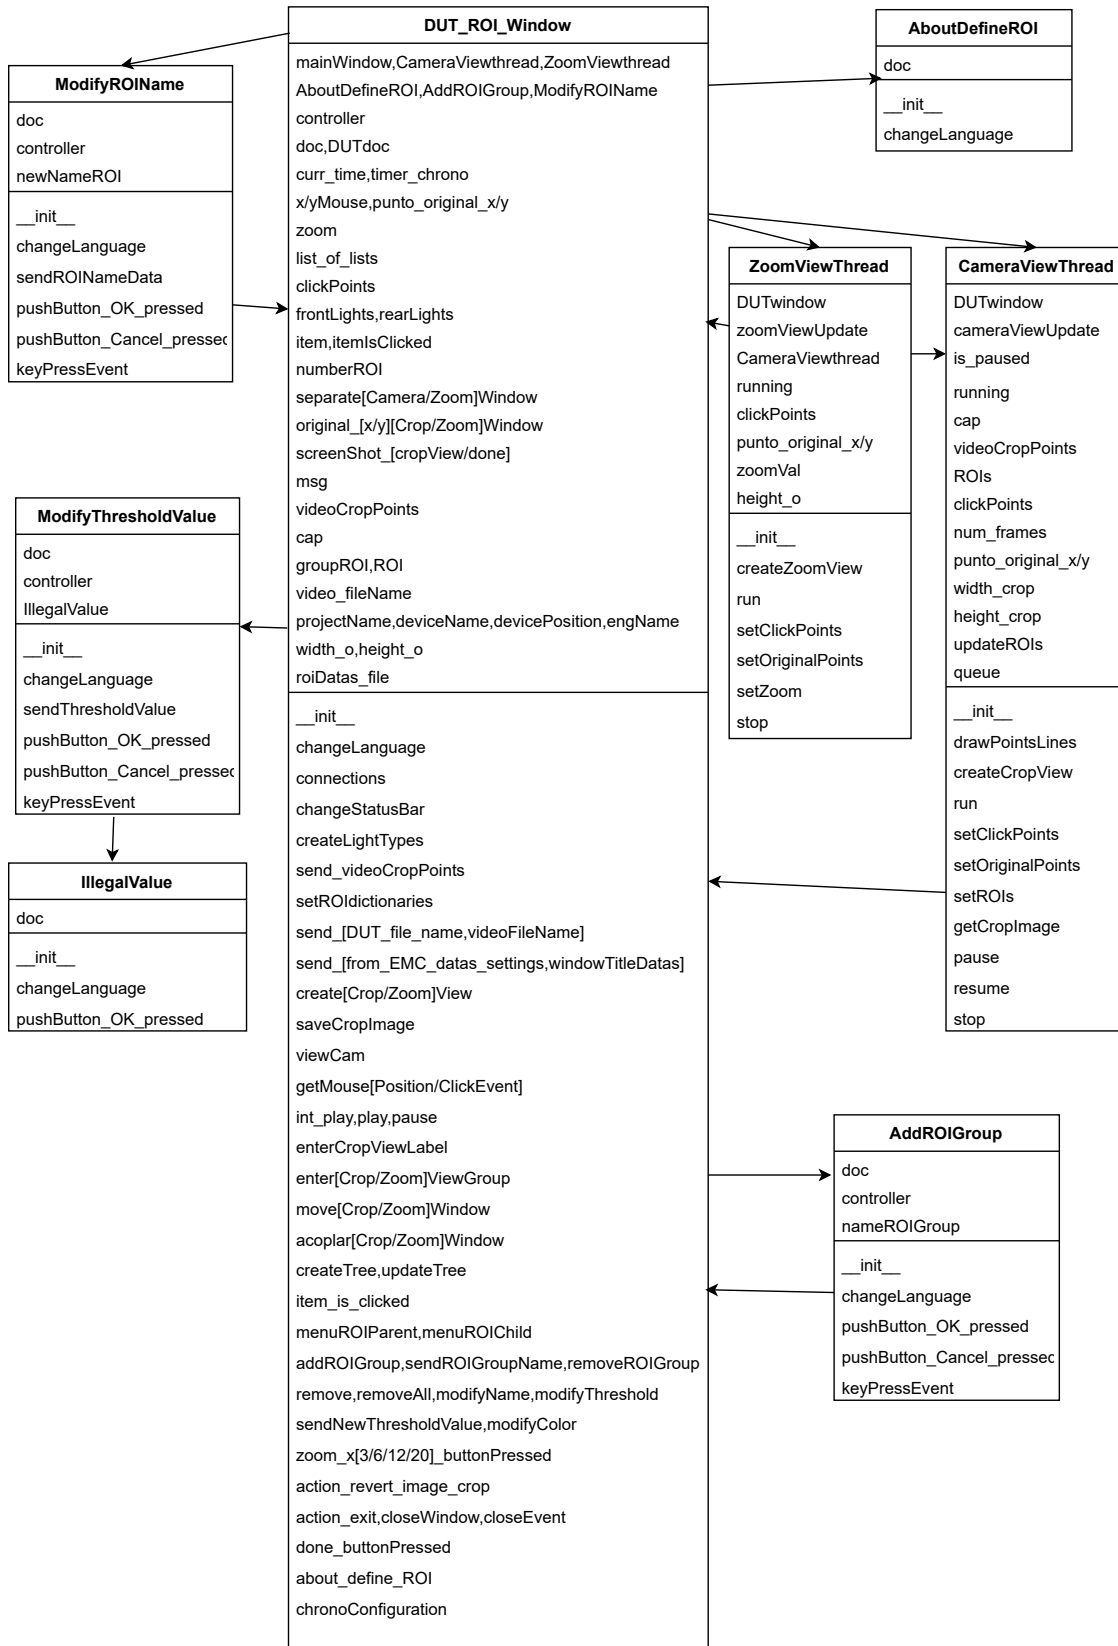 DUT_ROI_Window
mainWindow,CameraViewthread,ZoomViewthread
AboutDefineROI,AddROIGroup,ModifyROIName
controller
doc,DUTdoc
curr_time,timer_chrono
x/yMouse,punto_original_x/y
zoom
list_of_lists
clickPoints
frontLights,rearLights
item,itemIsClicked
numberROI
separate[Camera/Zoom]Window
original_[x/y][Crop/Zoom]Window
screenShot_[cropView/done]
msg
videoCropPoints
cap
groupROI,ROI
video_fileName
projectName,deviceName,devicePosition,engName
width_o,height_o
roiDatas_file
__init__
changeLanguage
connections
changeStatusBar
createLightTypes
send_videoCropPoints
setROIdictionaries
send_[DUT_file_name,videoFileName]
send_[from_EMC_datas_settings,windowTitleDatas]
create[Crop/Zoom]View
saveCropImage
viewCam
getMouse[Position/ClickEvent]
int_play,play,pause
enterCropViewLabel
enter[Crop/Zoom]ViewGroup
move[Crop/Zoom]Window
acoplar[Crop/Zoom]Window
createTree,updateTree
item_is_clicked
menuROIParent,menuROIChild
addROIGroup,sendROIGroupName,removeROIGroup
remove,removeAll,modifyName,modifyThreshold
sendNewThresholdValue,modifyColor
zoom_x[3/6/12/20]_buttonPressed
action_revert_image_crop
action_exit,closeWindow,closeEvent
done_buttonPressed
about_define_ROI
chronoConfiguration
AboutDefineROI
doc
__init__
changeLanguage
ModifyROIName
doc
controller
newNameROI
__init__
changeLanguage
sendROINameData
pushButton_OK_pressed
pushButton_Cancel_pressed
keyPressEvent
ZoomViewThread
DUTwindow
zoomViewUpdate
CameraViewthread
running
clickPoints
punto_original_x/y
zoomVal
height_o
__init__
createZoomView
run
setClickPoints
setOriginalPoints
setZoom
stop
CameraViewThread
DUTwindow
cameraViewUpdate
is_paused
running
cap
videoCropPoints
ROIs
clickPoints
num_frames
punto_original_x/y
width_crop
height_crop
updateROIs
queue
__init__
drawPointsLines
createCropView
run
setClickPoints
setOriginalPoints
setROIs
getCropImage
pause
resume
stop
ModifyThresholdValue
doc
controller
IllegalValue
__init__
changeLanguage
sendThresholdValue
pushButton_OK_pressed
pushButton_Cancel_pressed
keyPressEvent
IllegalValue
doc
__init__
changeLanguage
pushButton_OK_pressed
AddROIGroup
doc
controller
nameROIGroup
__init__
changeLanguage
pushButton_OK_pressed
pushButton_Cancel_pressed
keyPressEvent